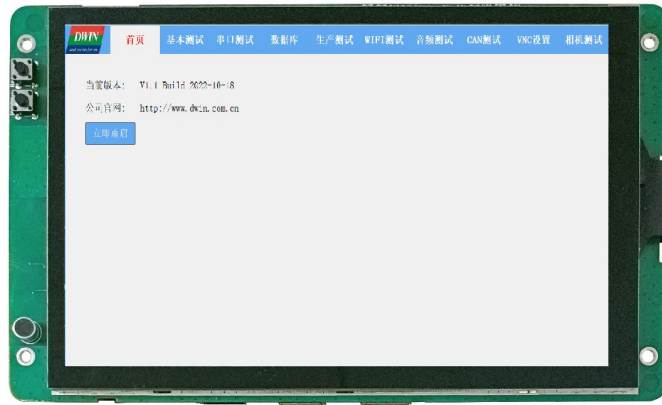 DWIN
首页 基本测试 串口测试 数据库 生产测试 WIFI测试 音频测试 CAN测试 VNC设置 相机测试
当前版本: V1.1 Build 2022-10-18
公司官网: http://www.dwin.com.cn
立即重启